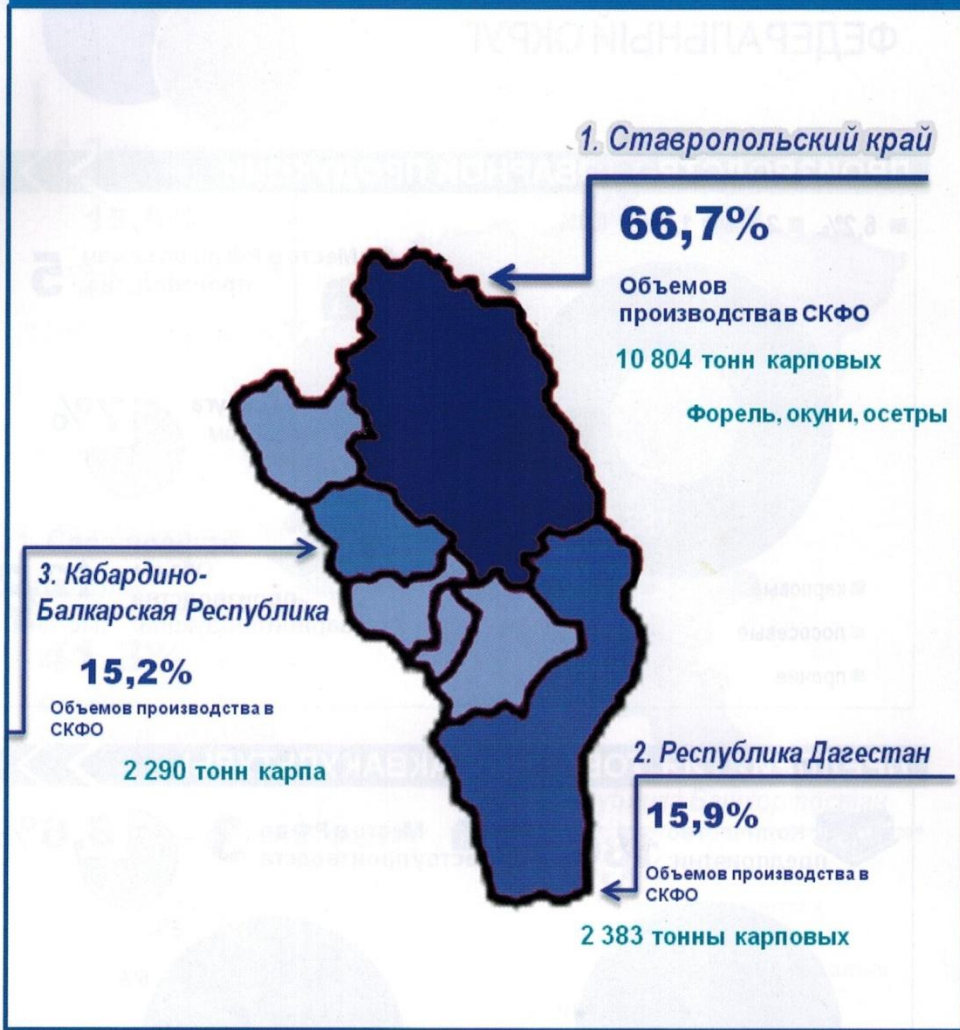 1. Ставропольский край
66,7%
Объемов
производства в СКФО
10 804 тонн карповых
Форель, окуни, осетры
3. Кабардино-
Балкарская Республика
15,2%
Объемов производства в
СКФО
2 290 тонн карпа
2. Республика Дагестан
15,9%
Объемов производства в
СКФО
2 383 тонны карповых